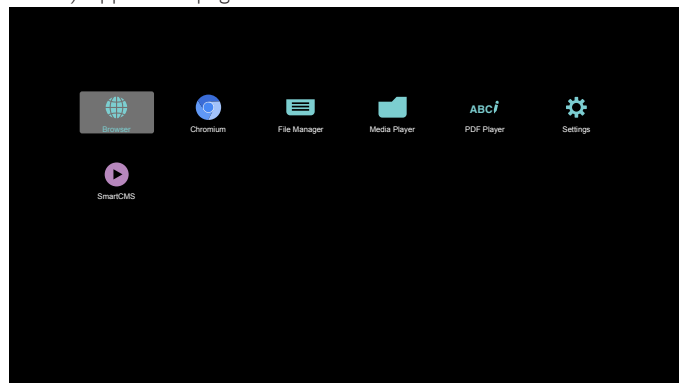 Browser
Chromium
File Manager
Media Player
ABCi
PDF Player
Settings
SmartCMS